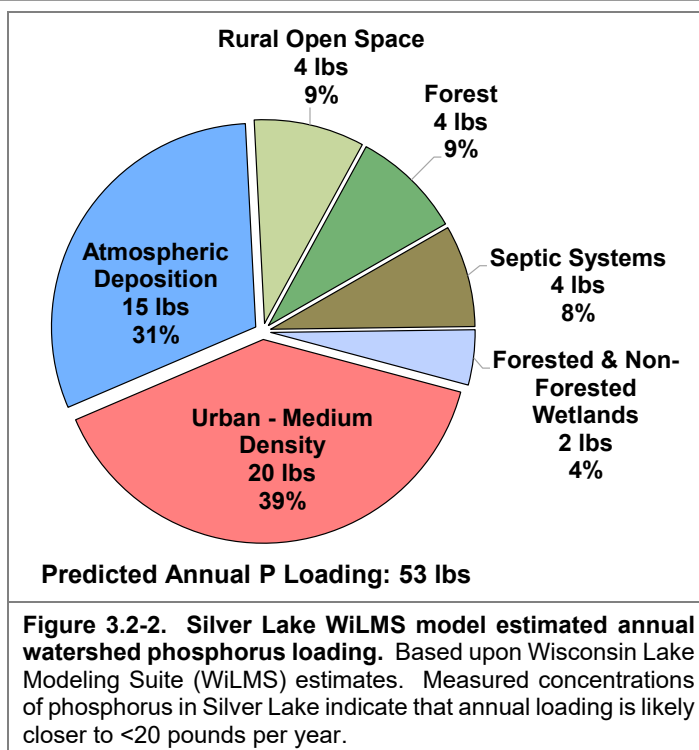 Rural Open Space
4 lbs
9%
Forest
4 lbs
9%
Septic Systems
4 lbs
8%
Forested & Non-
Forested
Wetlands
2 lbs
4%
Urban - Medium
Density
20 lbs
39%
Atmospheric
Deposition
15 lbs
31%
Predicted Annual P Loading: 53 lbs
Figure 3.2-2. Silver Lake WiLMS model estimated annual
watershed phosphorus loading. Based upon Wisconsin Lake
Modeling Suite (WiLMS) estimates. Measured concentrations
of phosphorus in Silver Lake indicate that annual loading is likely
closer to <20 pounds per year.